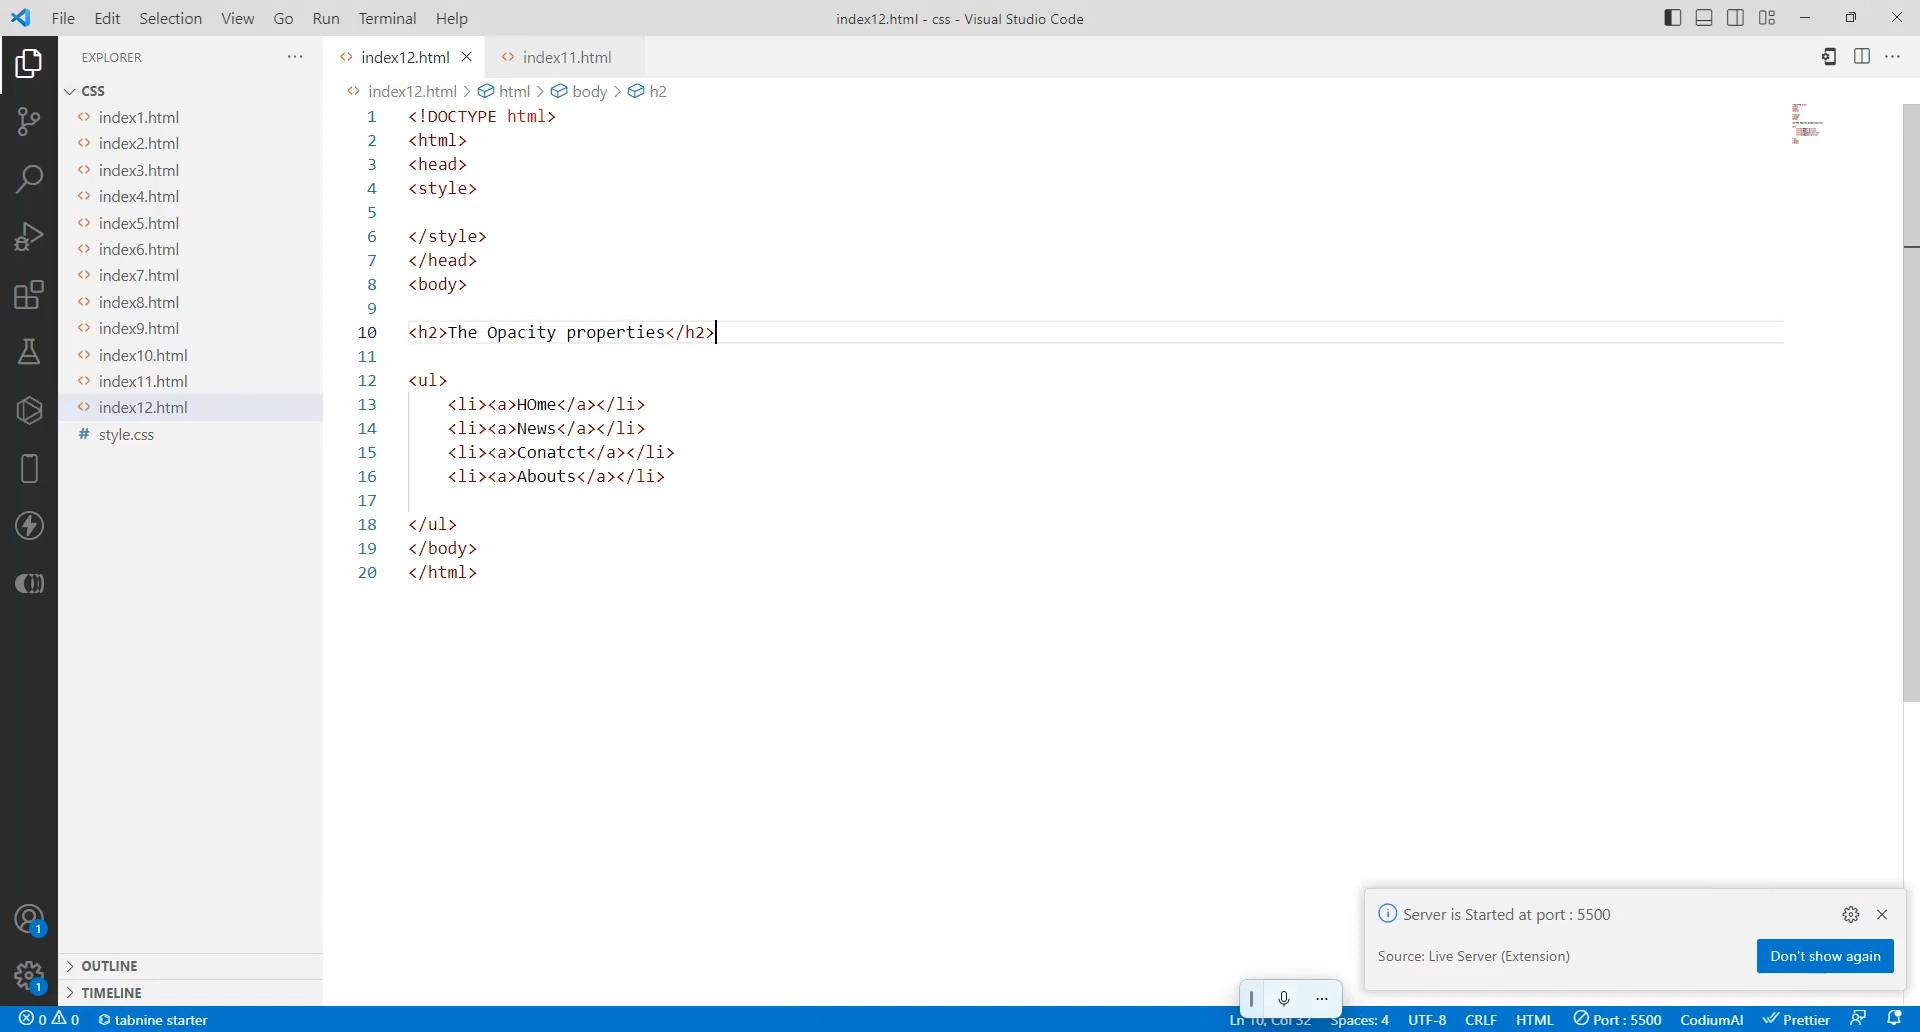 File Edit Selection View Go Run Terminal Help
index12.html - css - Visual Studio Code
EXPLORER
CSS
index1.html
index2.html
index3.html
index4.html
index5.html
index6.html
index7.html
index8.html
index9.html
index10.html
index11.html
index12.html
# style.css
OUTLINE
TIMELINE
1
1
index12.html
index11.html
index12.html > html > body > h2
1 <!DOCTYPE html>
2 <html>
3 <head>
4 <style>
5
6 </style>
7 </head>
8 <body>
9
10 <h2>The Opacity properties</h2>
11
12 <ul>
13 <li><a>HOme</a></li>
14 <li><a>News</a></li>
15 <li><a>Conatct</a></li>
16 <li><a>Abouts</a></li>
17
18 </ul>
19 </body>
20 </html>
Server is Started at port : 5500
Source: Live Server (Extension)
Don't show again
0 0 tabnine starter
Ln 10, Col 32 Spaces: 4 UTF-8 CRLF HTML Port : 5500 CodiumAI Prettier